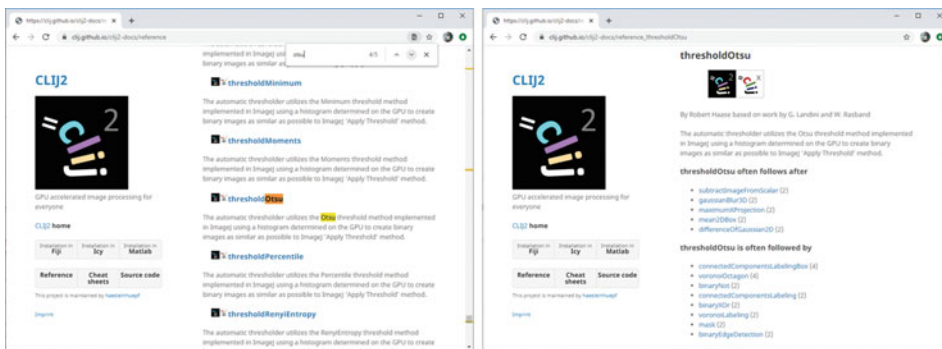 https://clij.github.io/clij2-docs/r
clij.github.io/clij2-docs/reference
otsu
4/5
binary images as similar as possible to ImageJ 'Apply Threshold' method.
CLIJ2
2
clij
GPU accelerated image processing for
everyone
CLIJ2 home
Installation in
Fiji
Installation in
Icy
Installation in
Matlab
Reference
Cheat
sheets
Source code
This project is maintained by haesleinhuepf
Imprint
thresholdMinimum
The automatic thresholder utilizes the Minimum threshold method
implemented in ImageJ using a histogram determined on the GPU to create
binary images as similar as possible to ImageJ 'Apply Threshold' method.
thresholdMoments
The automatic thresholder utilizes the Moments threshold method
implemented in ImageJ using a histogram determined on the GPU to create
binary images as similar as possible to ImageJ 'Apply Threshold' method.
thresholdOtsu
The automatic thresholder utilizes the Otsu threshold method implemented
in ImageJ using a histogram determined on the GPU to create binary
images as similar as possible to ImageJ 'Apply Threshold' method.
thresholdPercentile
The automatic thresholder utilizes the Percentile threshold method
implemented in ImageJ using a histogram determined on the GPU to create
binary images as similar as possible to ImageJ 'Apply Threshold' method.
thresholdRenyiEntropy
The automatic thresholder utilizes the RenyiEntropy threshold method
implemented in ImageJ using a histogram determined on the GPU to create
https://clij.github.io/clij2-docs/r
clij.github.io/clij2-docs/reference_thresholdOtsu
CLIJ2
2
clij
GPU accelerated image processing for
everyone
CLIJ2 home
Installation in
Fiji
Installation in
Icy
Installation in
Matlab
Reference
Cheat
sheets
Source code
This project is maintained by haesleinhuepf
Imprint
thresholdOtsu
By Robert Haase based on work by G. Landini and W. Rasband
The automatic thresholder utilizes the Otsu threshold method implemented
in ImageJ using a histogram determined on the GPU to create binary
images as similar as possible to ImageJ 'Apply Threshold' method.
thresholdOtsu often follows after
subtractImageFromScalar (2)
gaussianBlur3D (2)
maximumXProjection (2)
mean2DBox (2)
differenceOfGaussian2D (2)
thresholdOtsu is often followed by
connectedComponentsLabelingBox (4)
voronoiOctagon (4)
binaryNot (2)
connectedComponentsLabeling (2)
binaryXOr (2)
voronoiLabeling (2)
mask (2)
binaryEdgeDetection (2)